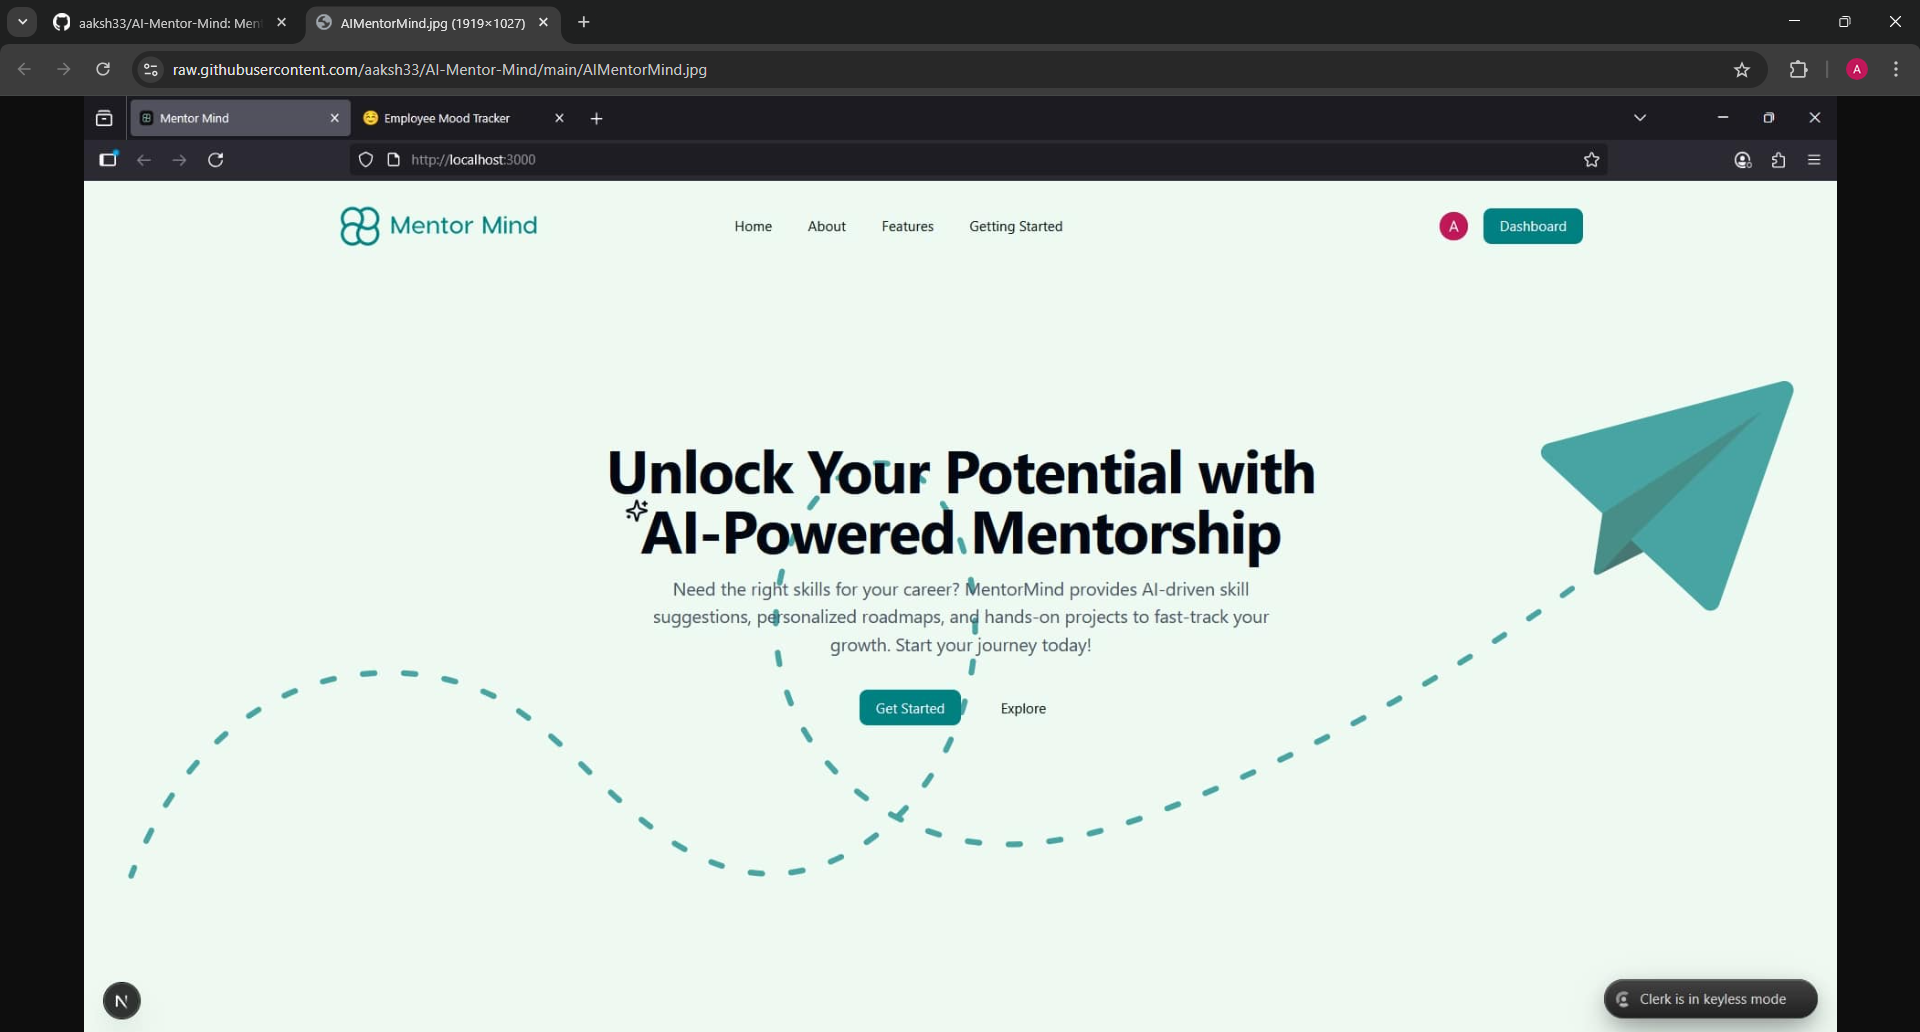 aaksh33/AI-Mentor-Mind: Men
AIMentorMind.jpg (1919×1027)
raw.githubusercontent.com/aaksh33/AI-Mentor-Mind/main/AIMentorMind.jpg
A
Mentor Mind
Employee Mood Tracker
http://localhost:3000
Mentor Mind
Home
About
Features
Getting Started
A
Dashboard
Unlock Your Potential with
AI-Powered Mentorship
Need the right skills for your career? MentorMind provides AI-driven skill
suggestions, personalized roadmaps, and hands-on projects to fast-track your
growth. Start your journey today!
Get Started
Explore
N
Clerk is in keyless mode